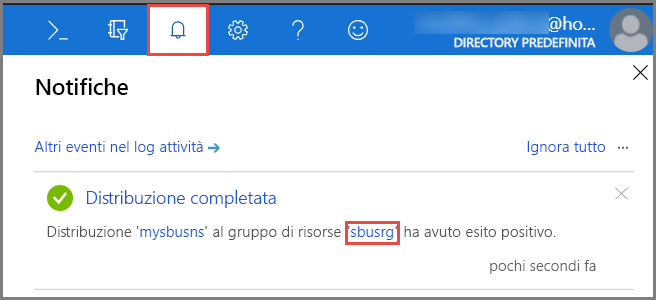 @ho...
DIRECTORY PREDEFINITA
Notifiche
Altri eventi nel log attività → Ignora tutto ...
Distribuzione completata
Distribuzione 'mysbusns' al gruppo di risorse 'sbusrg' ha avuto esito positivo.
pochi secondi fa